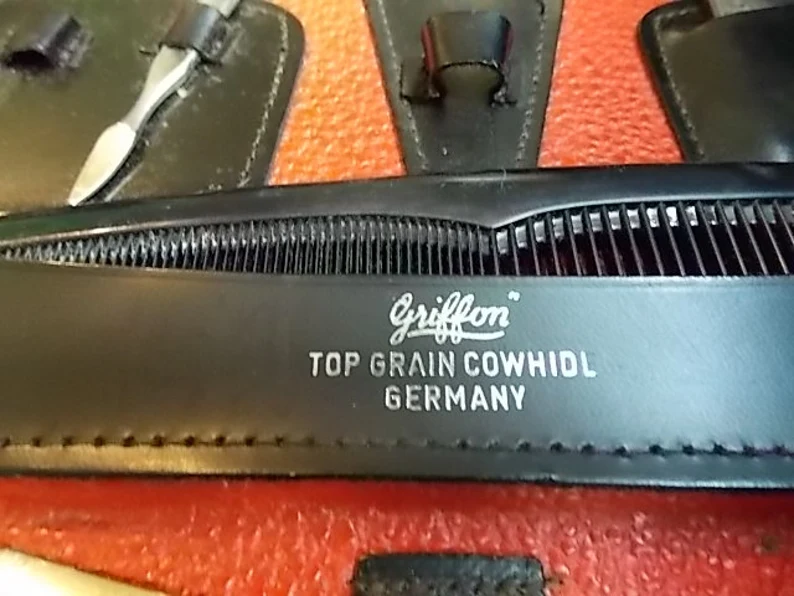 Griffon"
TOP GRAIN COWHIDL
GERMANY